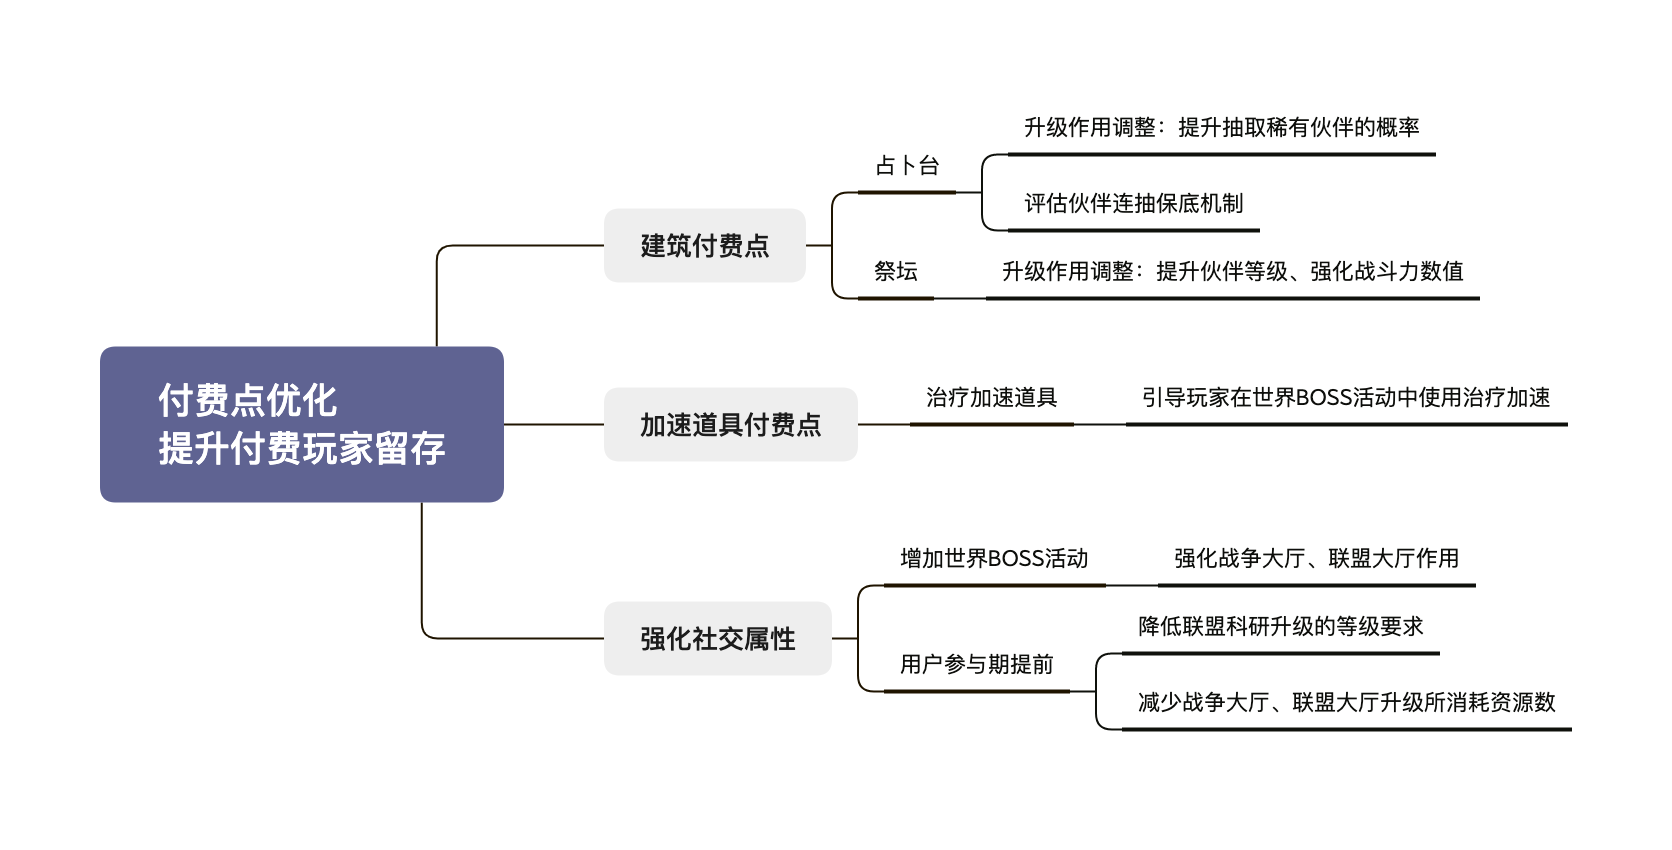 付费点优化
提升付费玩家留存
建筑付费点
占卜台
升级作用调整：提升抽取稀有伙伴的概率
评估伙伴连抽保底机制
祭坛
升级作用调整：提升伙伴等级、强化战斗力数值
加速道具付费点
治疗加速道具
引导玩家在世界BOSS活动中使用治疗加速
强化社交属性
增加世界BOSS活动
强化战争大厅、联盟大厅作用
用户参与期提前
降低联盟科研升级的等级要求
减少战争大厅、联盟大厅升级所消耗资源数